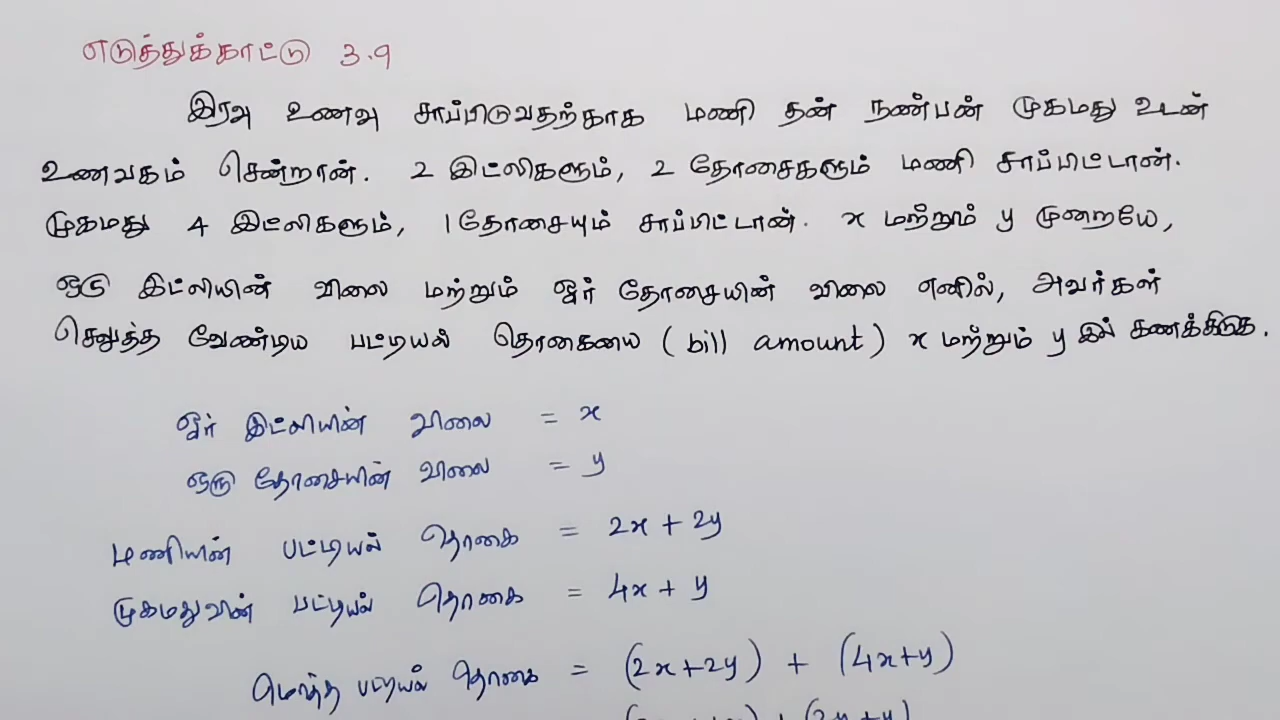 எடுத்துக்காட்டு 3.9
இரவு உணவு சாப்பிடுவதற்காக மணி தன் நண்பன் முகமது உடன்
உணவகம் சென்றான். 2 இட்லிகளும், 2 தோசைகளும் மணி சாப்பிட்டான்.
முகமது 4 இட்லிகளும், 1 தோசையும் சாப்பிட்டான். x மற்றும் y முறையே,
ஒரு இட்லியின் விலை மற்றும் ஓர் தோசையின் விலை எனில், அவர்கள்
செலுத்த வேண்டிய பட்டியல் தொகையை (bill amount) x மற்றும் y இல் கணக்கிடுக.
ஓர் இட்லியின் விலை = x
ஒரு தோசையின் விலை = y
மணியின் பட்டியல் தொகை = 2x + 2y
முகமதுவின் பட்டியல் தொகை = 4x + y
மொத்த பட்டியல் தொகை = (2x+2y) + (4x+y)